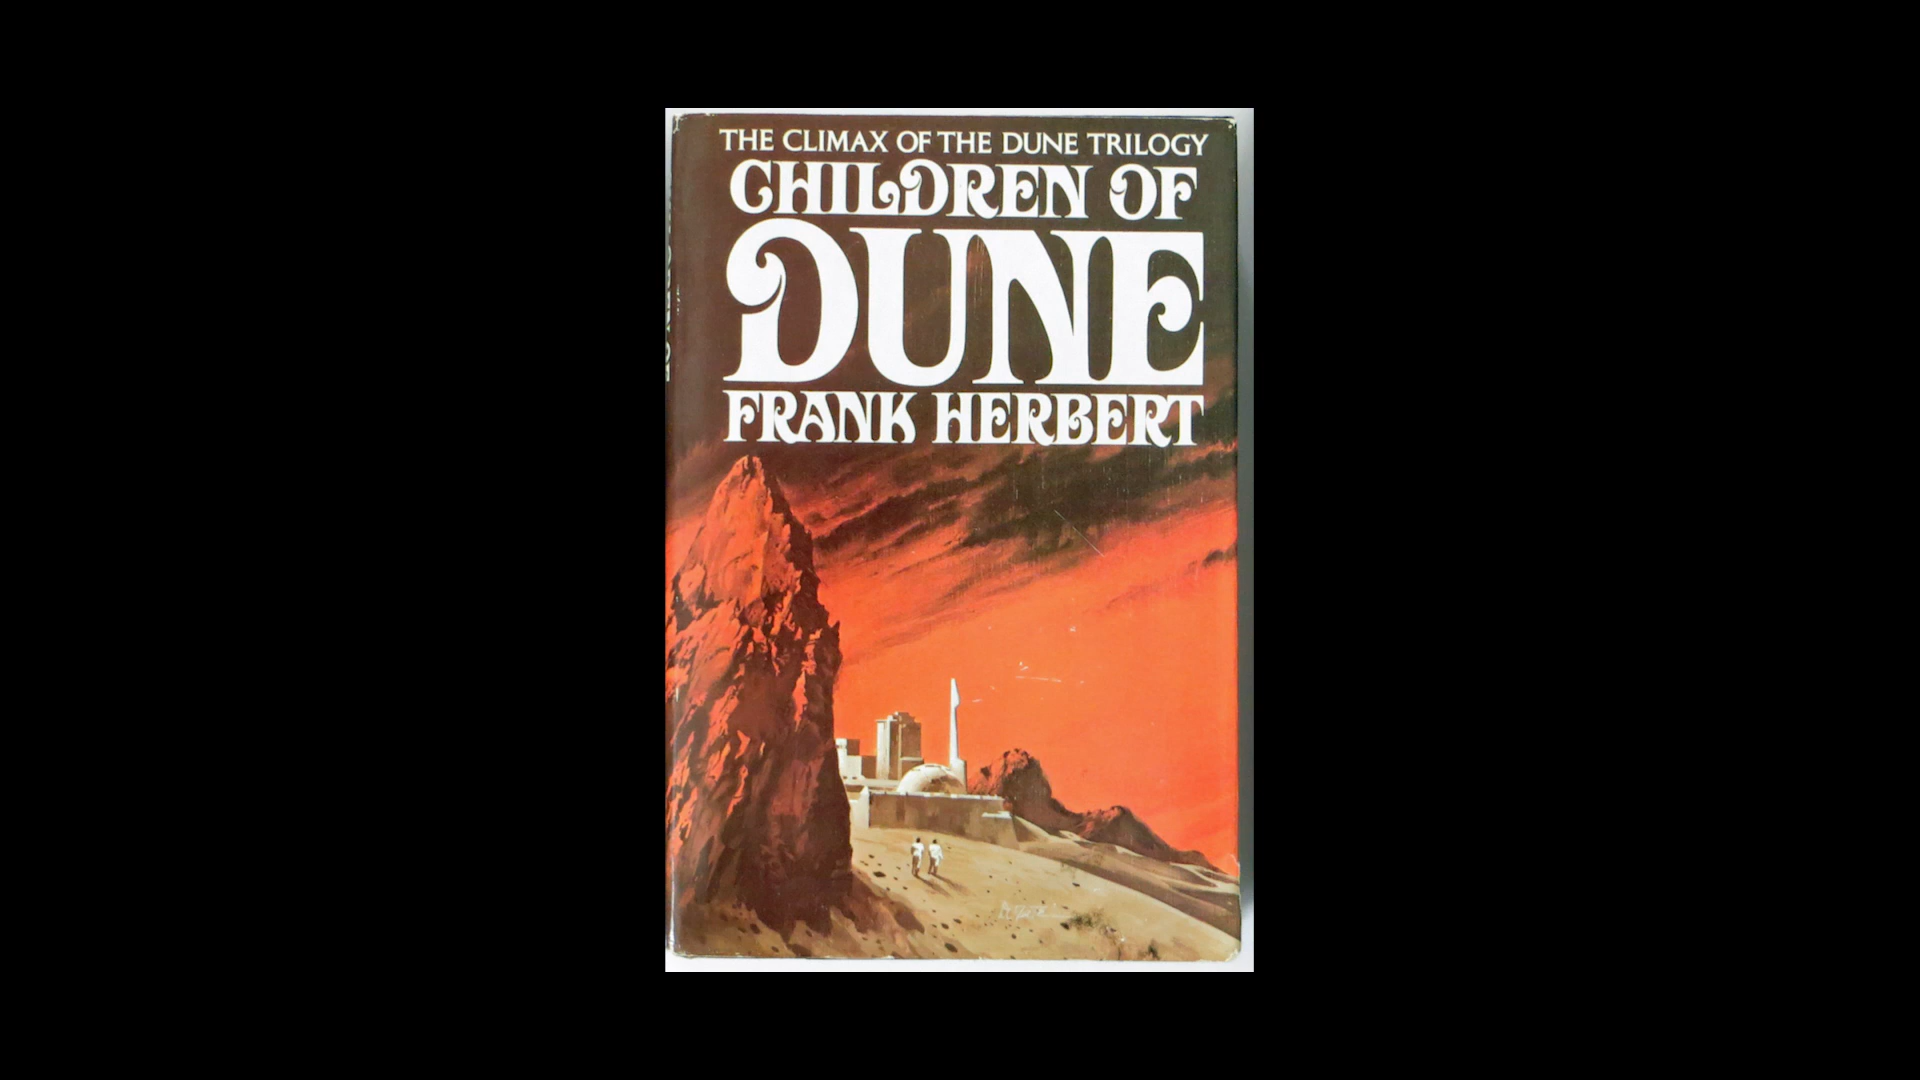 THE CLIMAX OF THE DUNE TRILOGY
CHILDREN OF
DUNE
FRANK HERBERT